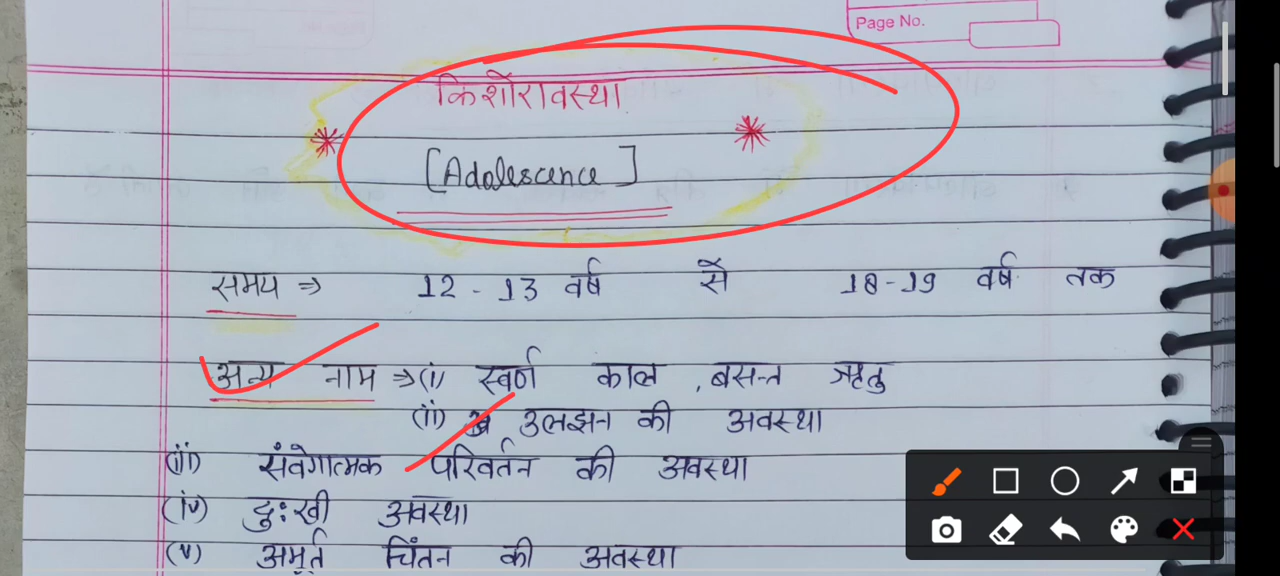 Page No.
किशोरावस्था
[Adolescence]
समय ⇒ 12-13 वर्ष से 18-19 वर्ष तक
अन्य नाम ⇒ (i) स्वर्ण काल, बसन्त ऋतु
(ii) उलझन की अवस्था
(iii) संवेगात्मक परिवर्तन की अवस्था
(iv) दुःखी अवस्था
(v) अमूर्त चिंतन की अवस्था